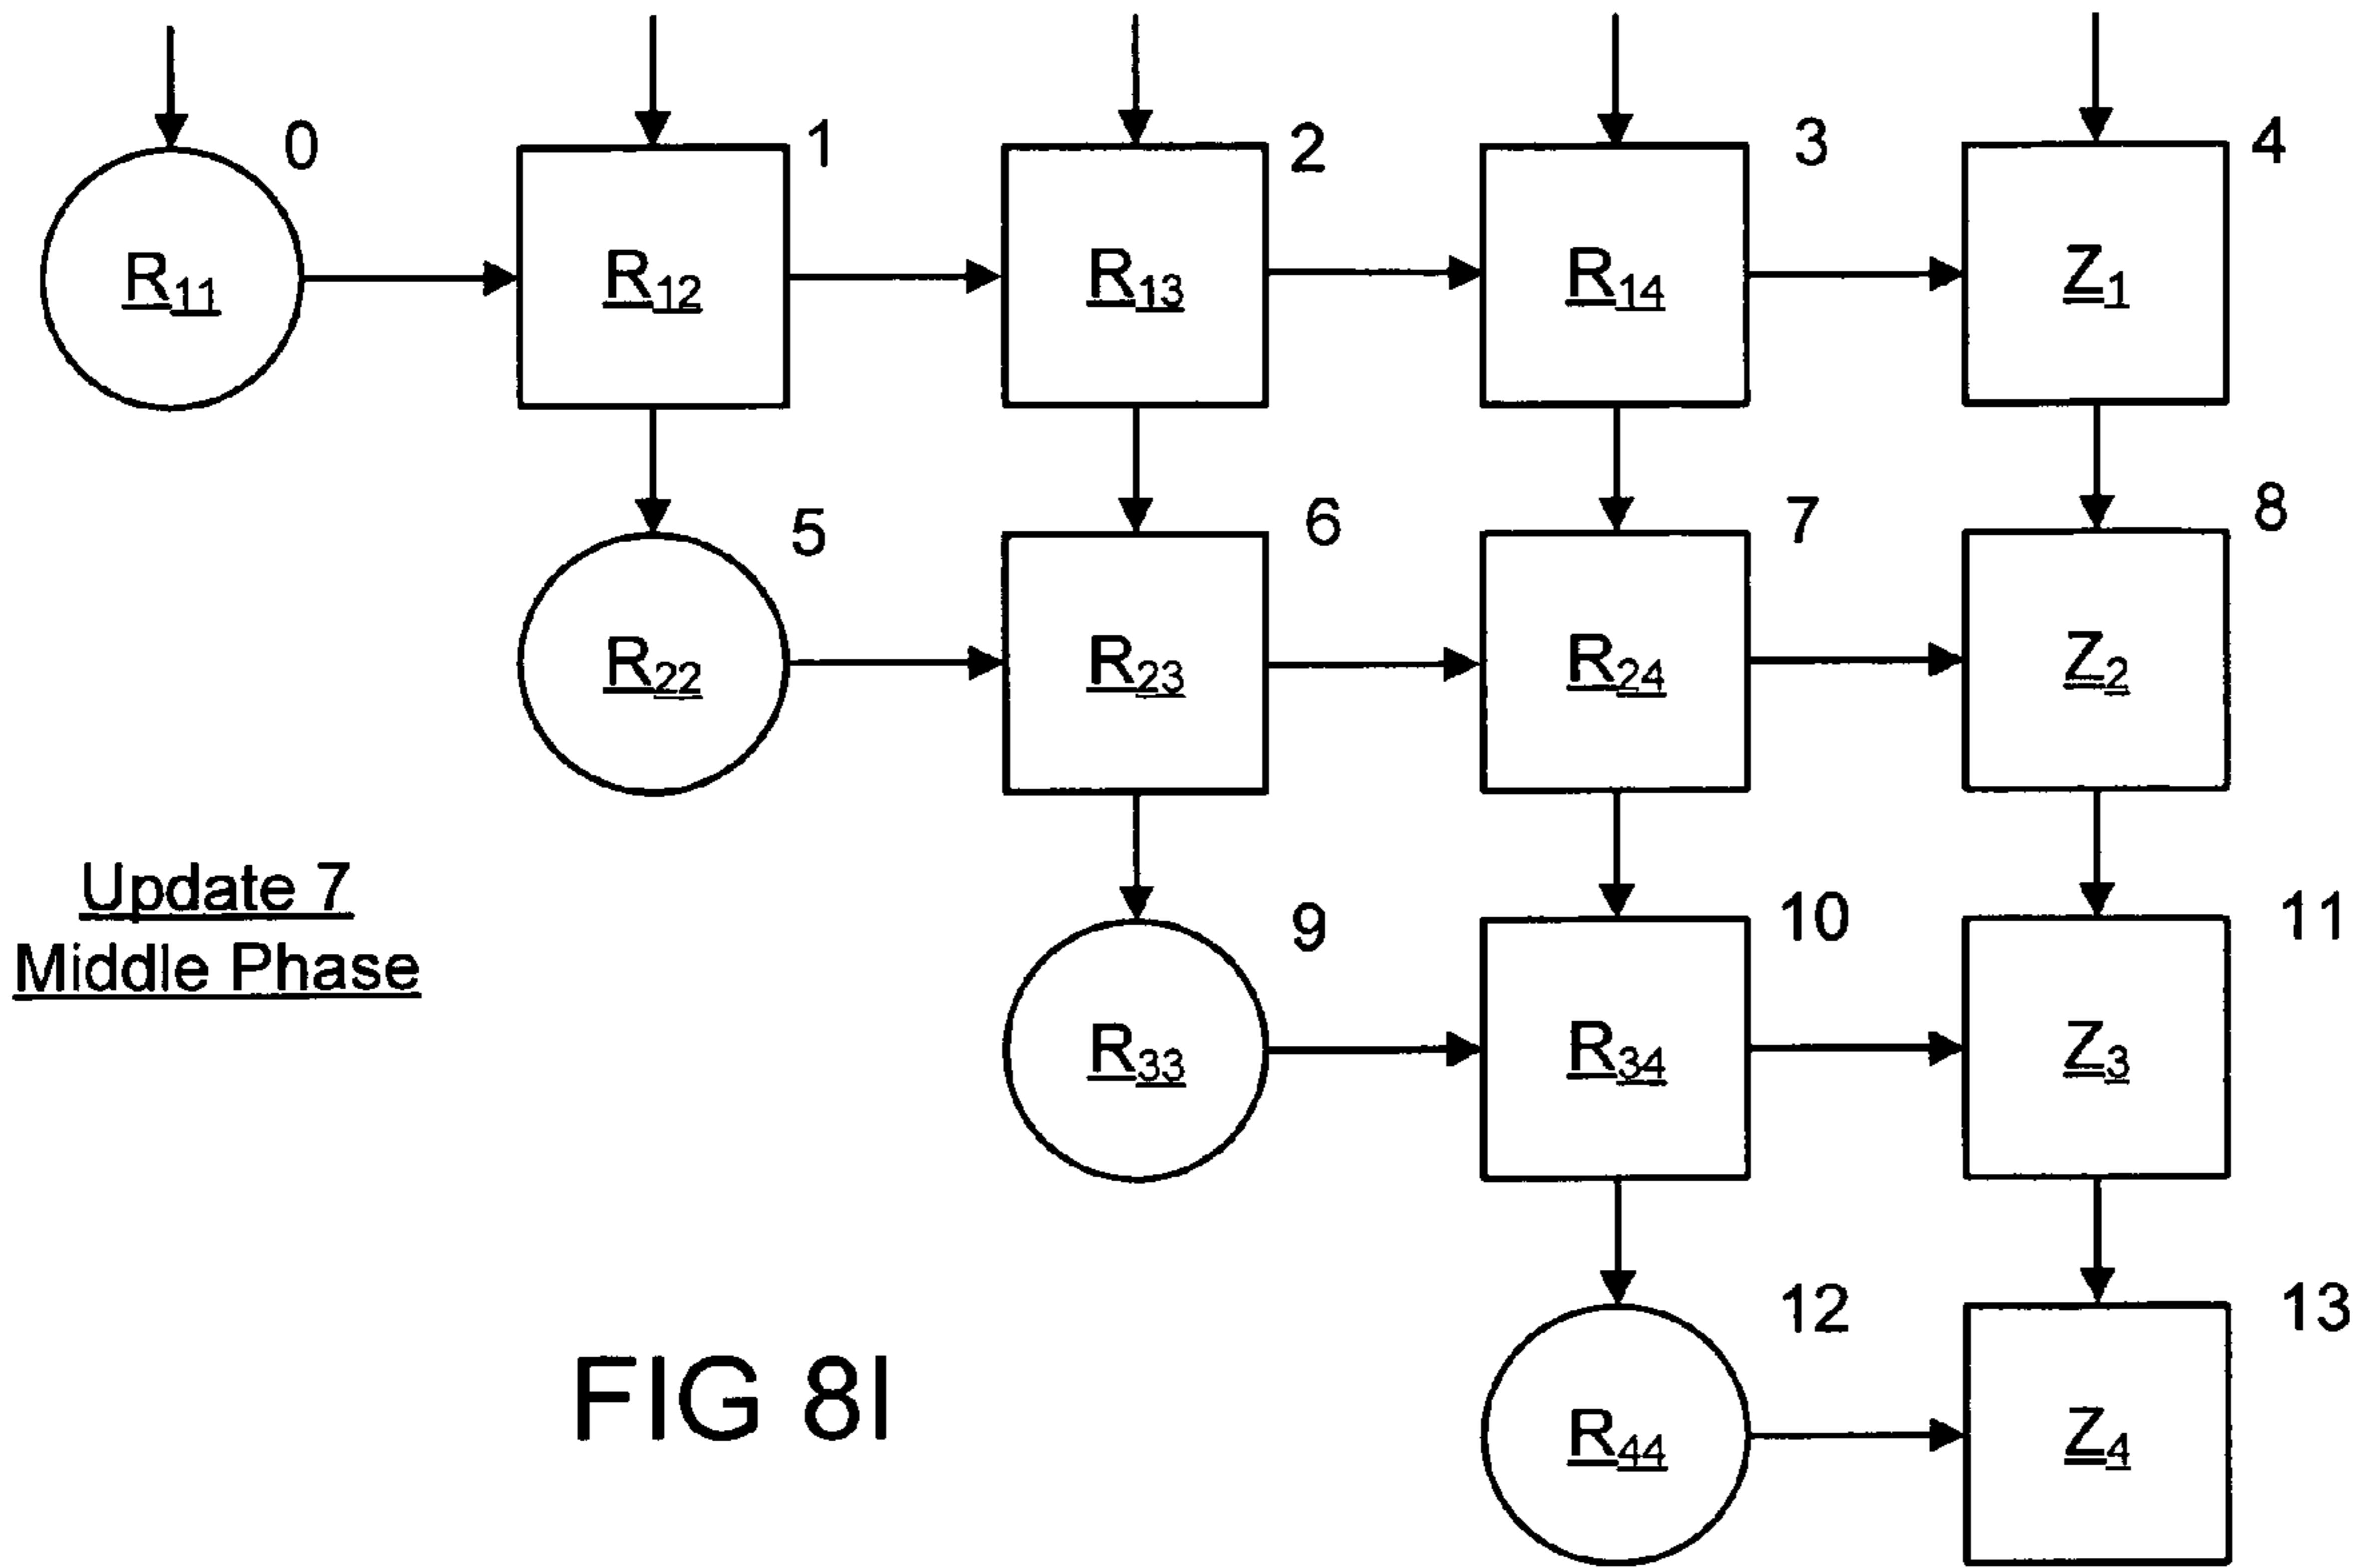 0 1 2 3 4
R11 R12 R13 R14 Z1
5 6 7 8
R22 R23 R24 Z2
Update 7
Middle Phase
9 10 11
R33 R34 Z3
12 13
R44 Z4
FIG 8I